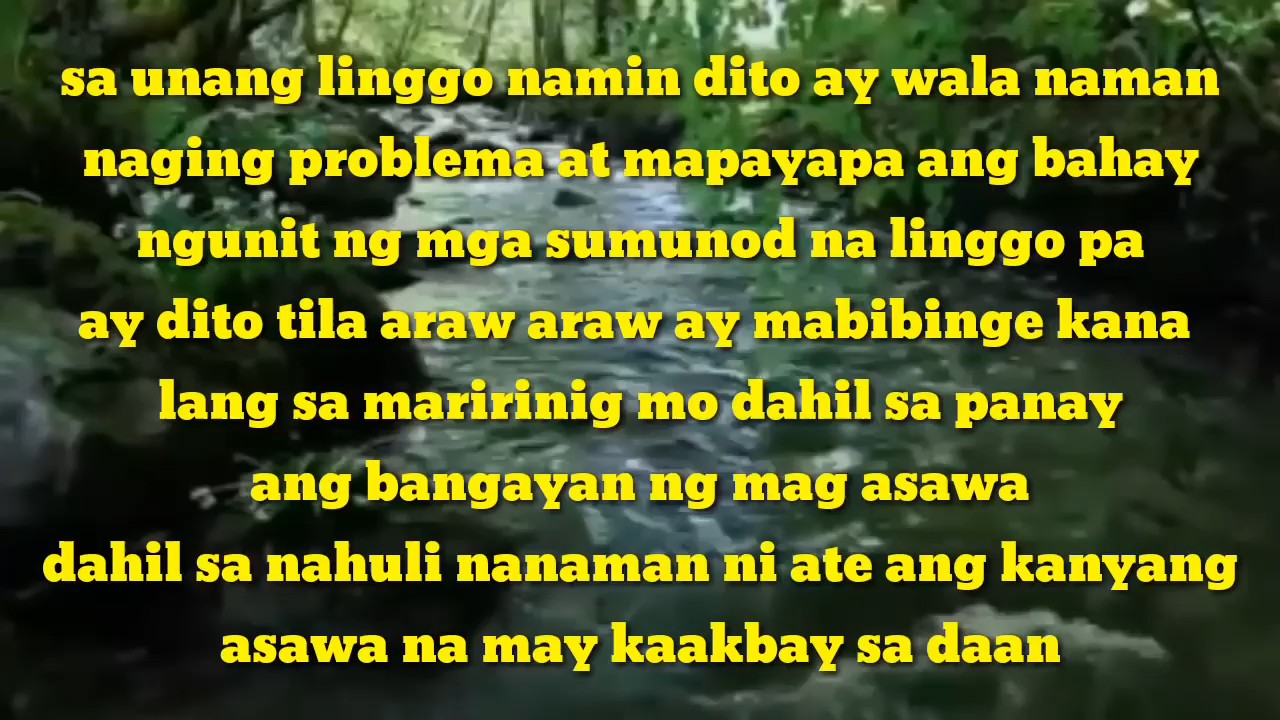 sa unang linggo namin dito ay wala naman
naging problema at mapayapa ang bahay
ngunit ng mga sumunod na linggo pa
ay dito tila araw araw ay mabibinge kana
lang sa maririnig mo dahil sa panay
ang bangayan ng mag asawa
dahil sa nahuli nanaman ni ate ang kanyang
asawa na may kaakbay sa daan